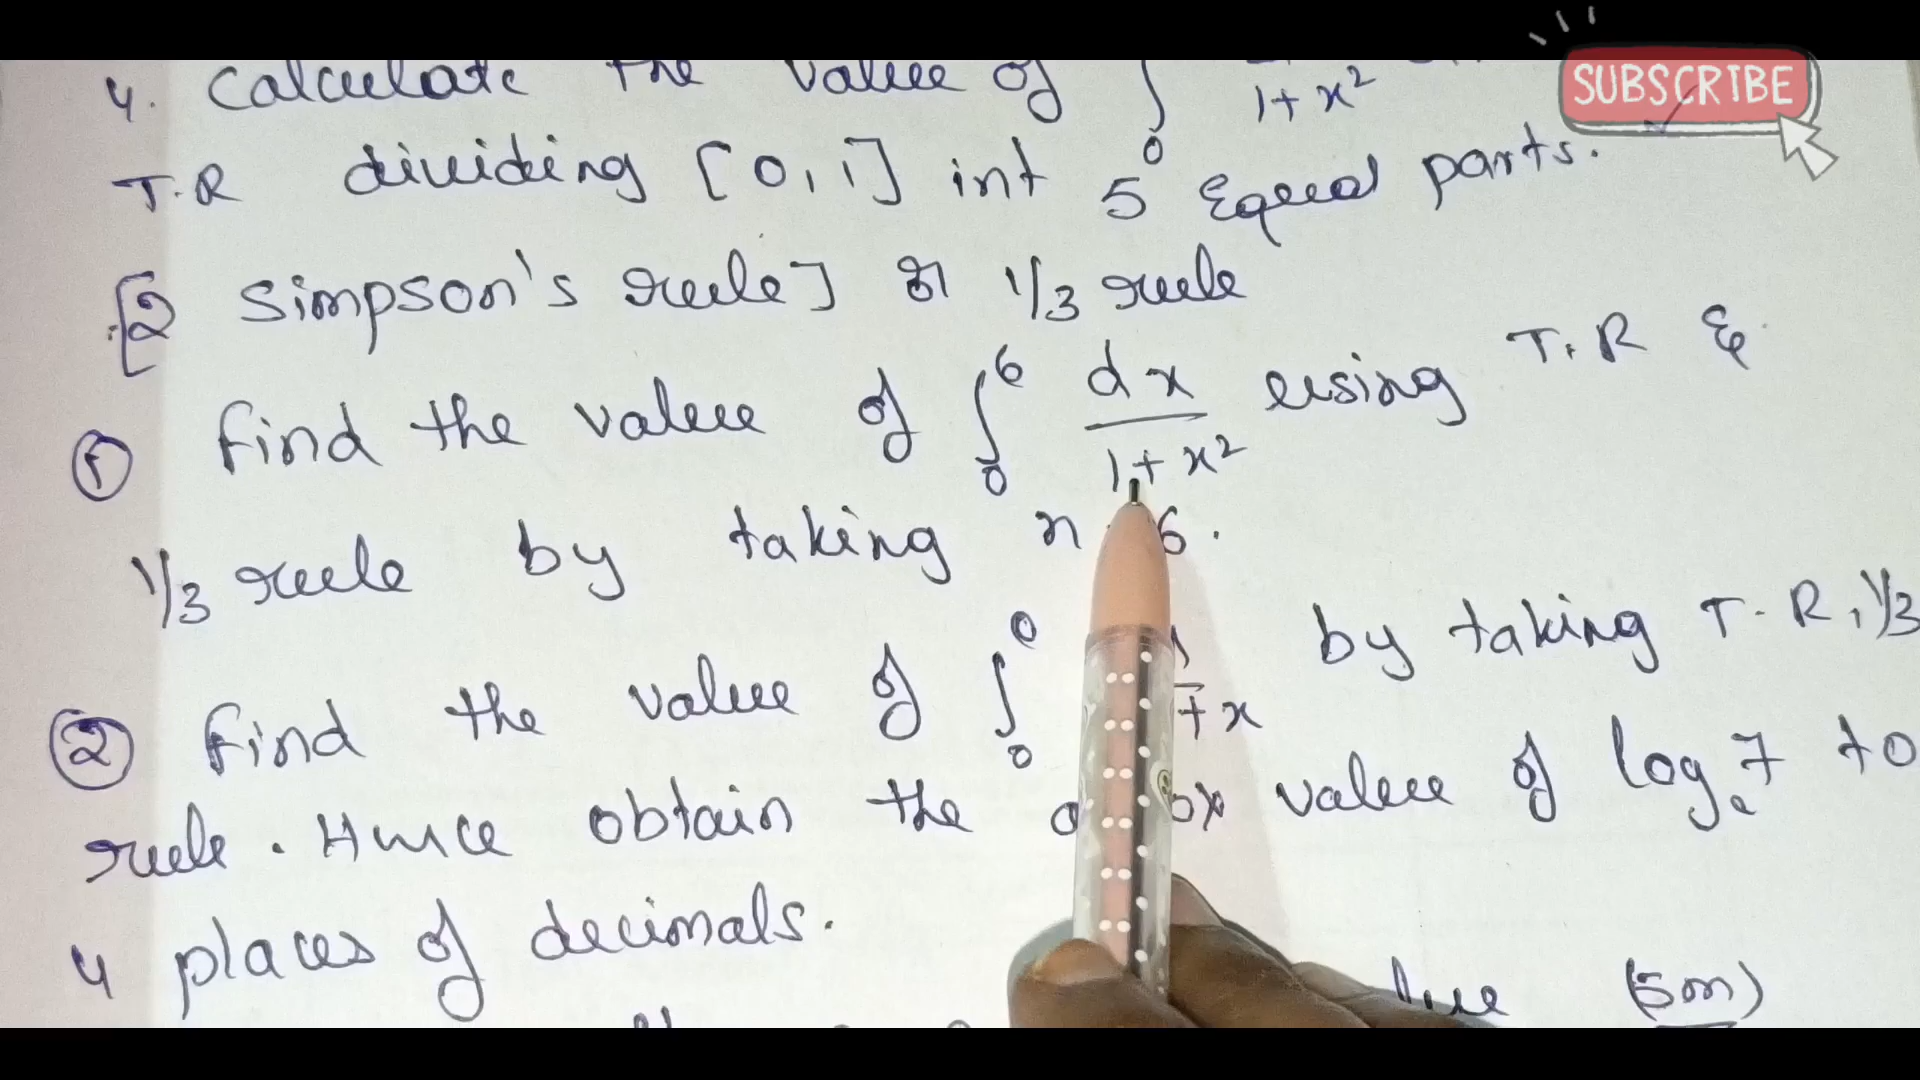 4. Calculate the value of ∫0 1+x²
SUBSCRIBE
T.R dividing [0,1] int 5 Equal parts.
[2 Simpson's rule] or 1/3 rule
① Find the value of ∫0^6 dx/1+x² using T.R &
1/3 rule by taking n 6.
② Find the value of ∫0 1/+x by taking T.R, 1/3
rule. Hence obtain the value of loge7 to
4 places of decimals.
(5m)